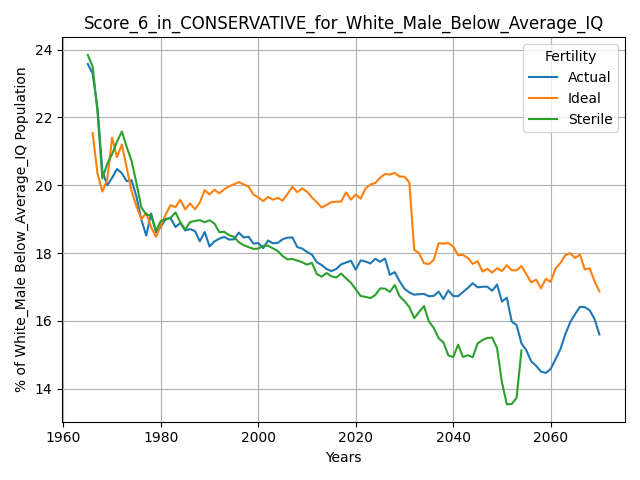 Score_6_in_CONSERVATIVE_for_White_Male_Below_Average_IQ
% of White_Male Below_Average_IQ Population
24
22
20
18
16
14
Fertility
Actual
Ideal
Sterile
1960 1980 2000 2020 2040 2060
Years